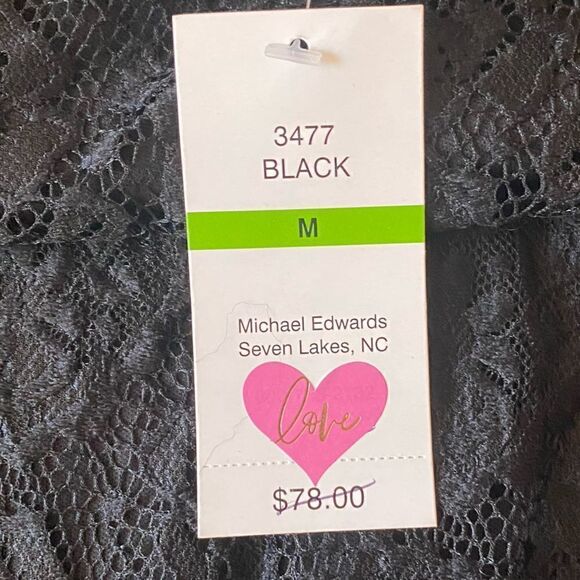 3477
BLACK
M
Michael Edwards
Seven Lakes, NC
love
$78.00